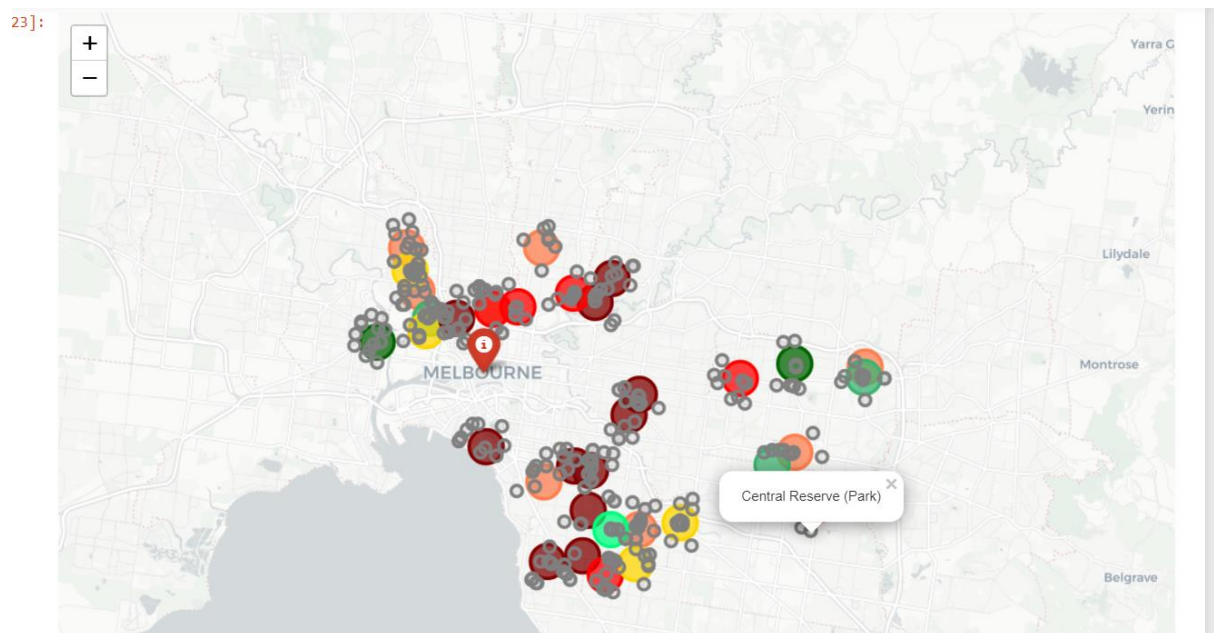 23]:
+
−
Yarra G
Yerin
Lilydale
i
MELBOURNE
Montrose
Central Reserve (Park)
×
Belgrave